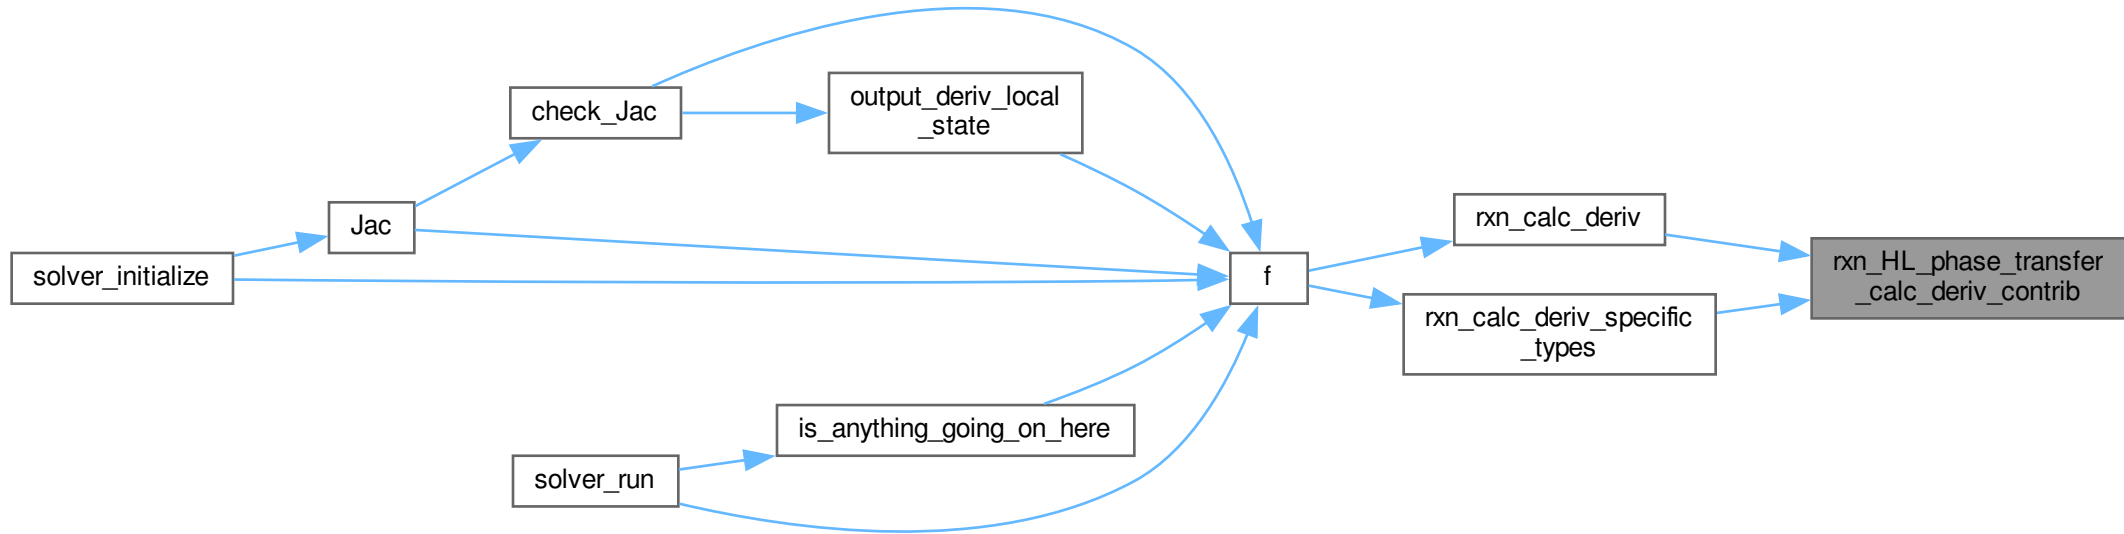 check_Jac
output_deriv_local
_state
Jac
solver_initialize
f
rxn_calc_deriv
rxn_calc_deriv_specific
_types
rxn_HL_phase_transfer
_calc_deriv_contrib
is_anything_going_on_here
solver_run